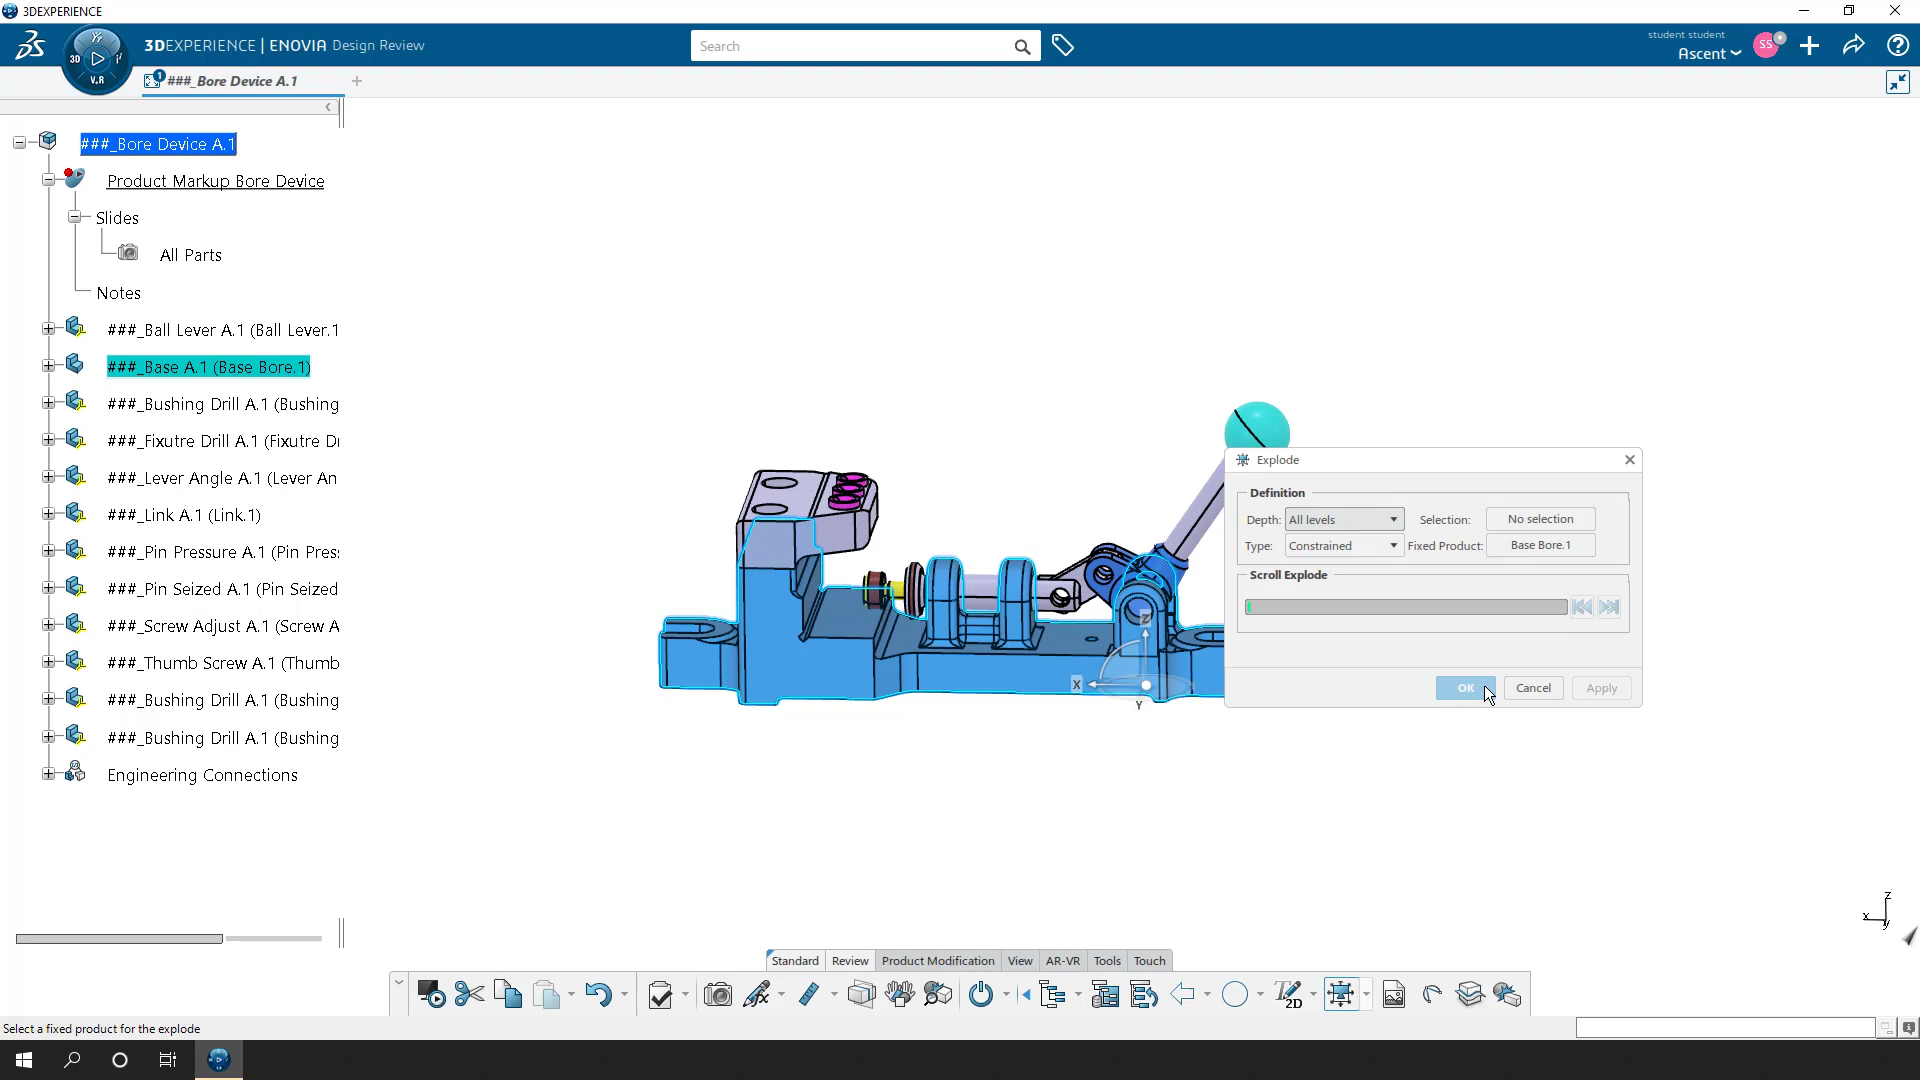 3DEXPERIENCE
3DEXPERIENCE | ENOVIA Design Review
Search
student student
Ascent
SS
3D
V.R
1
###_Bore Device A.1
###_Bore Device A.1
Product Markup Bore Device
Slides
All Parts
Notes
###_Ball Lever A.1 (Ball Lever.1
###_Base A.1 (Base Bore.1)
###_Bushing Drill A.1 (Bushing
###_Fixutre Drill A.1 (Fixutre Dr
###_Lever Angle A.1 (Lever An
###_Link A.1 (Link.1)
###_Pin Pressure A.1 (Pin Press
###_Pin Seized A.1 (Pin Seized
###_Screw Adjust A.1 (Screw A
###_Thumb Screw A.1 (Thumb
###_Bushing Drill A.1 (Bushing
###_Bushing Drill A.1 (Bushing
Engineering Connections
Z
X
Y
Explode
Definition
Depth: All levels Selection: No selection
Type: Constrained Fixed Product: Base Bore.1
Scroll Explode
OK Cancel Apply
z
x
y
Standard Review Product Modification View AR-VR Tools Touch
2D
Select a fixed product for the explode